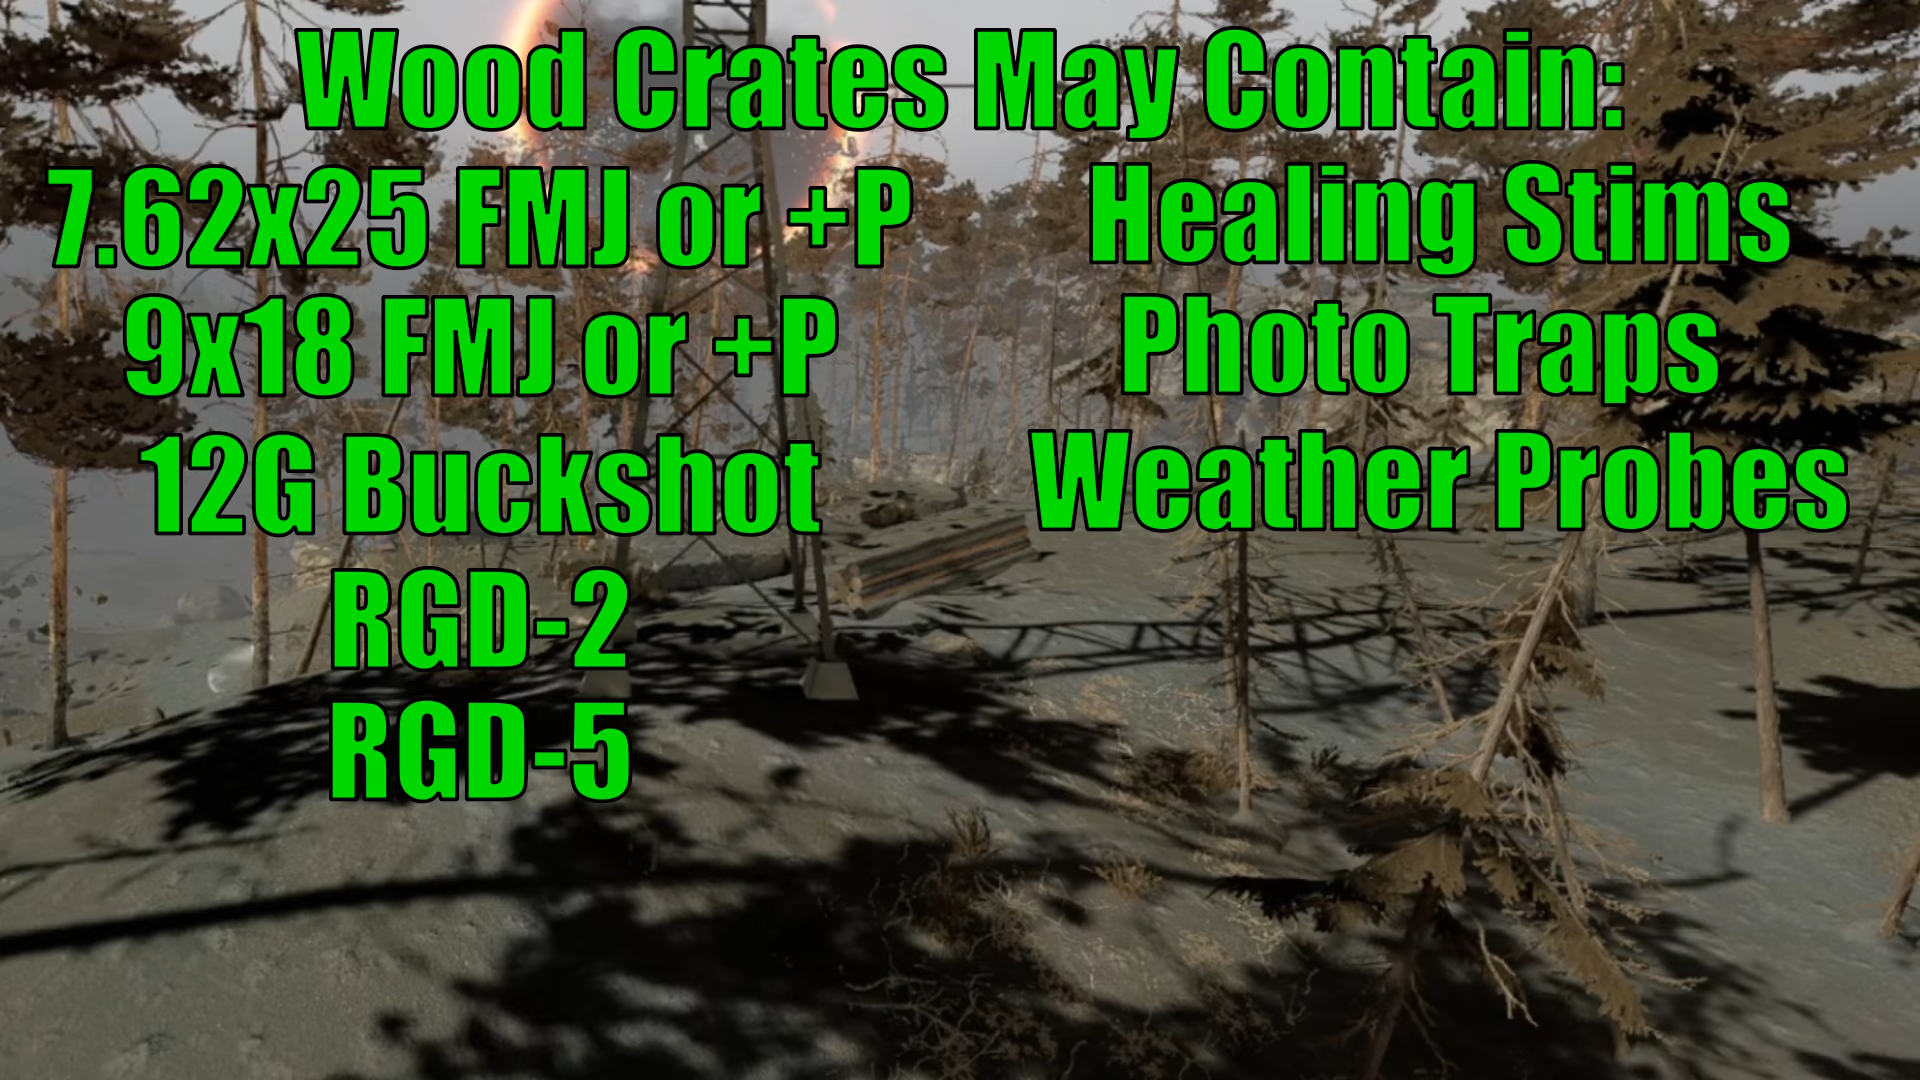 Wood Crates May Contain:
7.62x25 FMJ or +P
9x18 FMJ or +P
12G Buckshot
RGD-2
RGD-5
Healing Stims
Photo Traps
Weather Probes